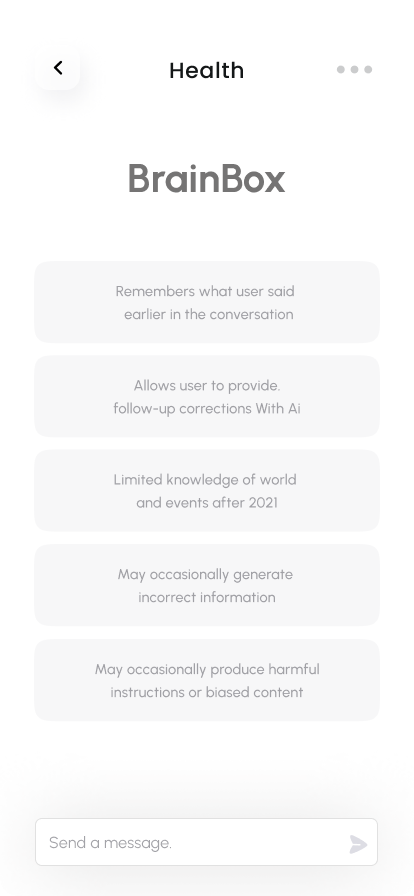 Health
BrainBox
Remembers what user said
earlier in the conversation
Allows user to provide.
follow-up corrections With Ai
Limited knowledge of world
and events after 2021
May occasionally generate
incorrect information
May occasionally produce harmful
instructions or biased content
Send a message.